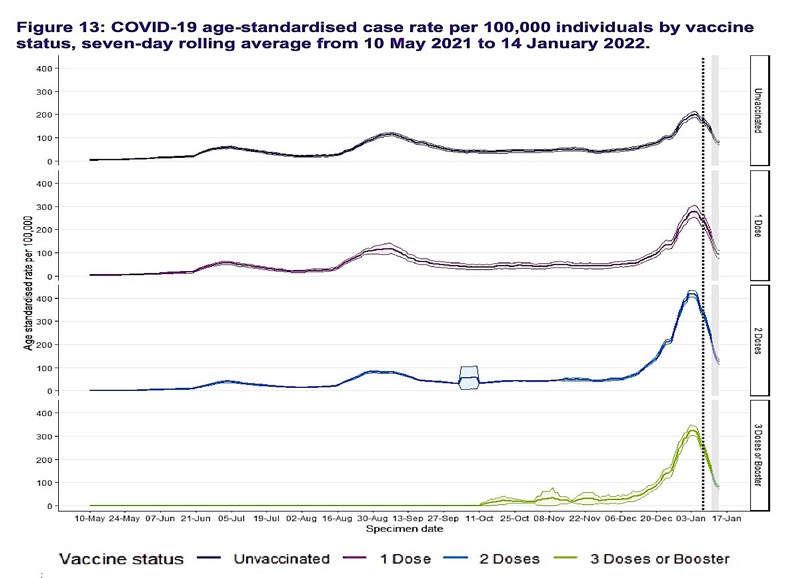 Figure 13: COVID-19 age-standardised case rate per 100,000 individuals by vaccine
status, seven-day rolling average from 10 May 2021 to 14 January 2022.
Age standardised rate per 100,000
400
300
200
100
0
Unvaccinated
400
300
200
100
0
1 Dose
400
300
200
100
0
2 Doses
400
300
200
100
0
3 Doses or Booster
10-May 24-May 07-Jun 21-Jun 05-Jul 19-Jul 02-Aug 16-Aug 30-Aug 13-Sep 27-Sep 11-Oct 25-Oct 08-Nov 22-Nov 06-Dec 20-Dec 03-Jan 17-Jan
Specimen date
Vaccine status Unvaccinated 1 Dose 2 Doses 3 Doses or Booster